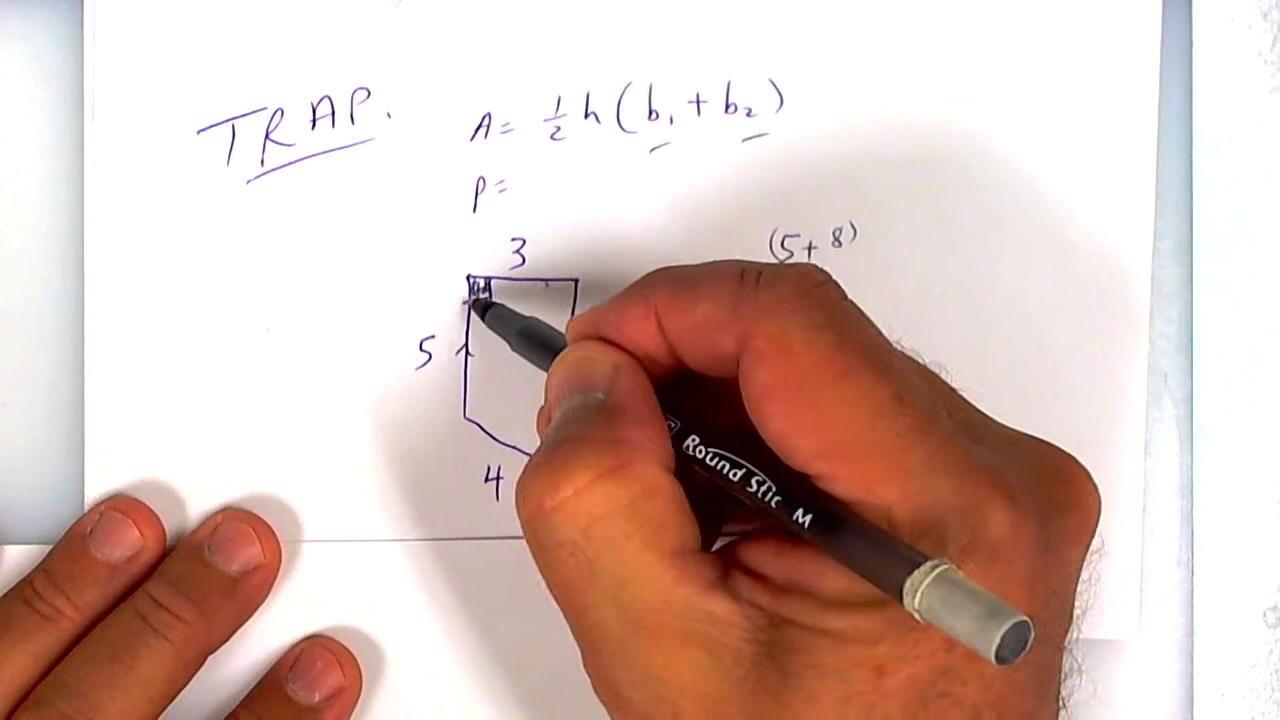 TRAP.
A = 1/2 h (b₁ + b₂)
P =
(5 + 8)
3
5
4
Round Stic M